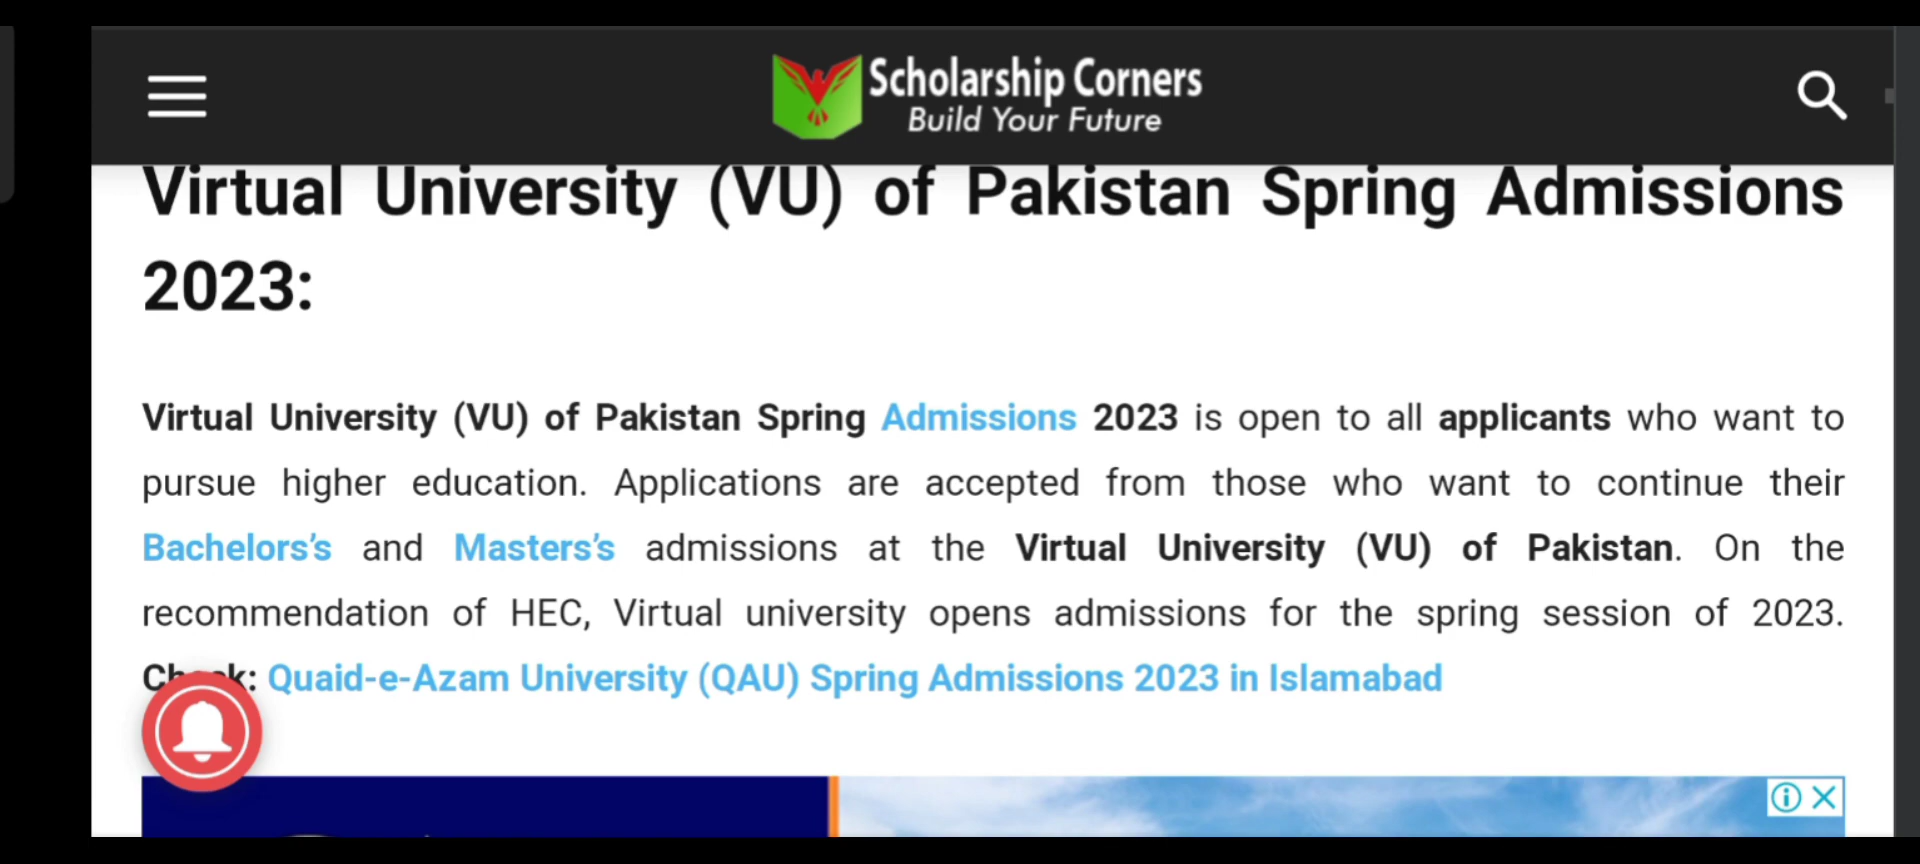 Scholarship Corners
Build Your Future
Virtual University (VU) of Pakistan Spring Admissions
2023:
Virtual University (VU) of Pakistan Spring Admissions 2023 is open to all applicants who want to
pursue higher education. Applications are accepted from those who want to continue their
Bachelors's and Masters's admissions at the Virtual University (VU) of Pakistan. On the
recommendation of HEC, Virtual university opens admissions for the spring session of 2023.
Check: Quaid-e-Azam University (QAU) Spring Admissions 2023 in Islamabad